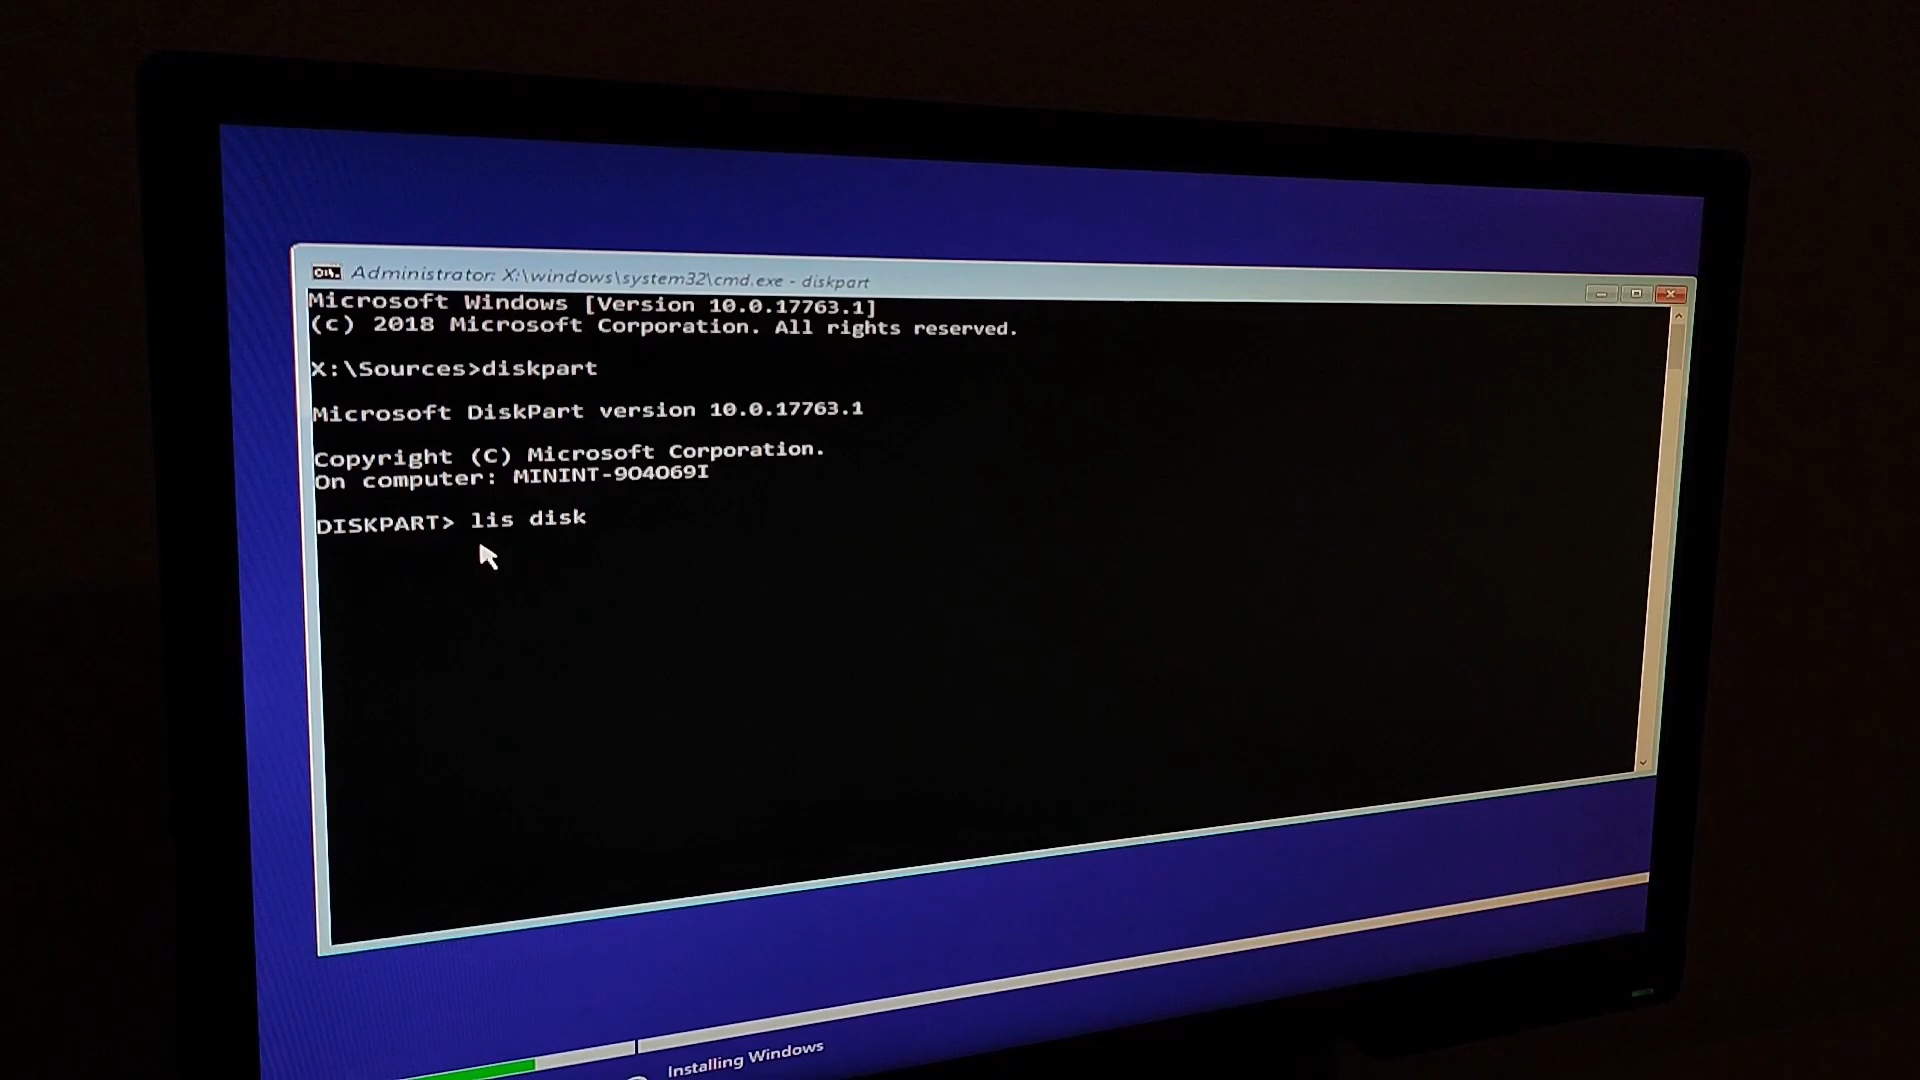 Administrator: X:\windows\system32\cmd.exe - diskpart
Microsoft Windows [Version 10.0.17763.1]
(c) 2018 Microsoft Corporation. All rights reserved.
X:\Sources>diskpart
Microsoft DiskPart version 10.0.17763.1
Copyright (C) Microsoft Corporation.
On computer: MININT-904069I
DISKPART> lis disk
Installing Windows